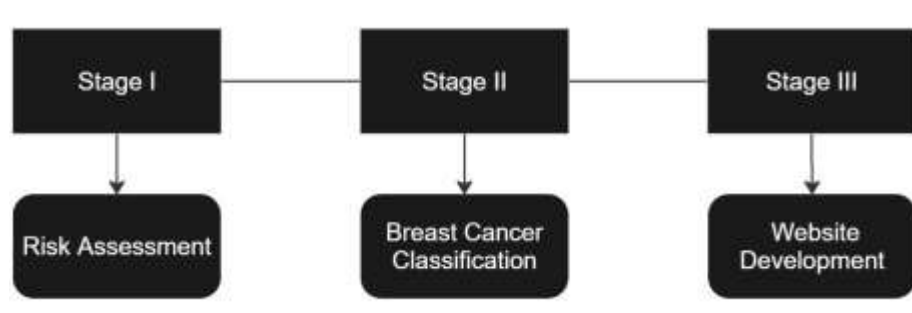 Stage I
Stage II
Stage III
Risk Assessment
Breast Cancer
Classification
Website
Development